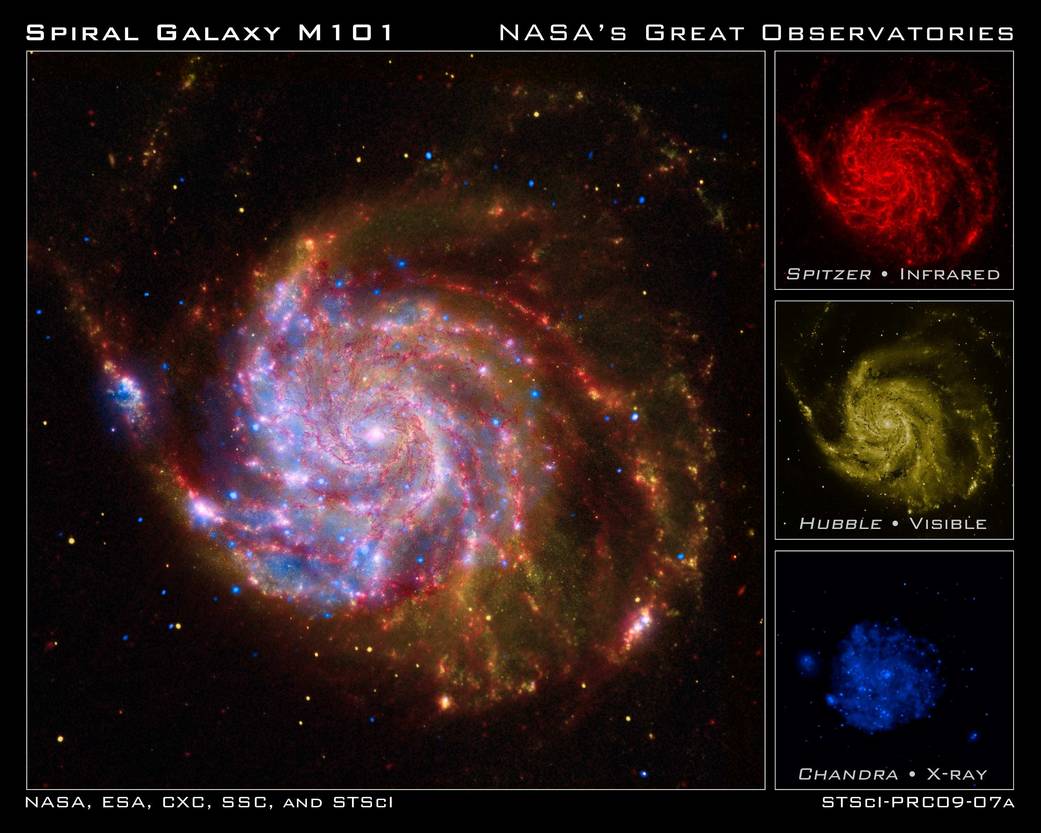 Spiral Galaxy M101
NASA's Great Observatories
Spitzer • Infrared
Hubble • Visible
Chandra • X-ray
NASA, ESA, CXC, SSC, and STScI
STScI-PRC09-07a